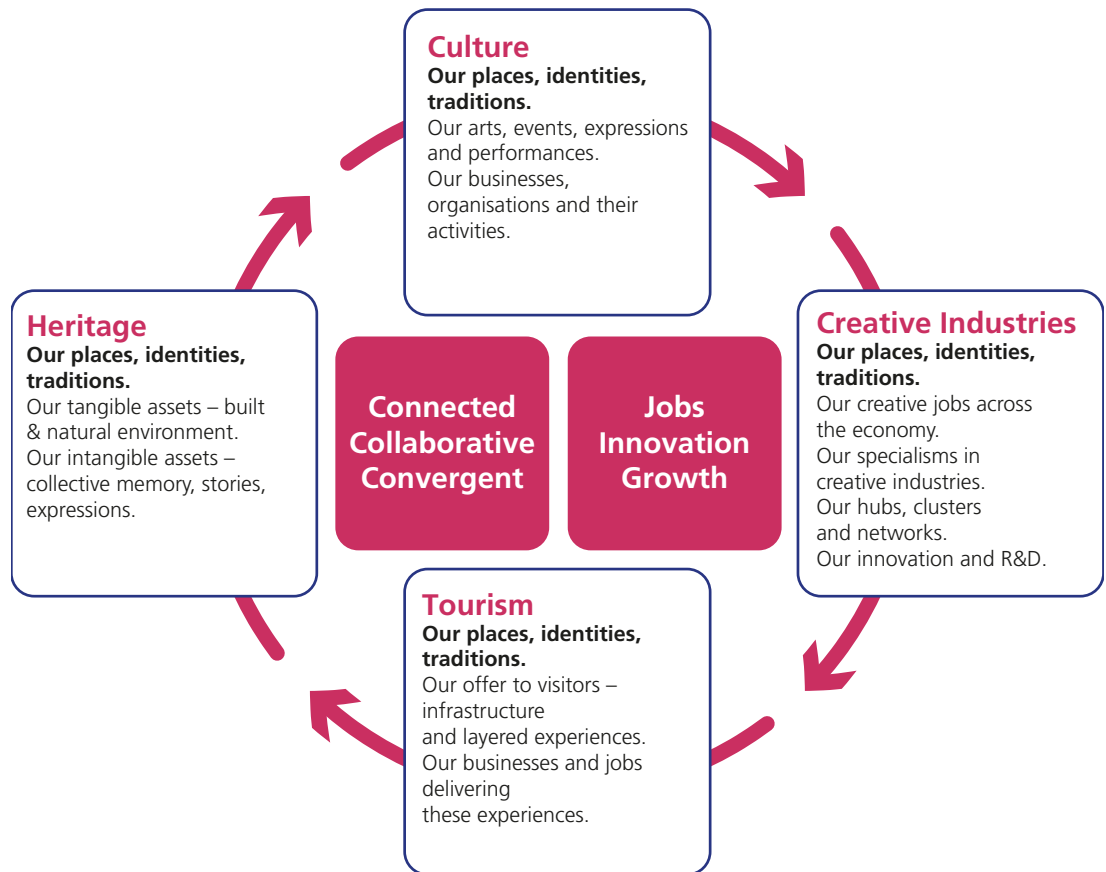 Culture
Our places, identities,
traditions.
Our arts, events, expressions
and performances.
Our businesses,
organisations and their
activities.
Heritage
Our places, identities,
traditions.
Our tangible assets – built
& natural environment.
Our intangible assets –
collective memory, stories,
expressions.
Connected
Collaborative
Convergent
Jobs
Innovation
Growth
Creative Industries
Our places, identities,
traditions.
Our creative jobs across
the economy.
Our specialisms in
creative industries.
Our hubs, clusters
and networks.
Our innovation and R&D.
Tourism
Our places, identities,
traditions.
Our offer to visitors –
infrastructure
and layered experiences.
Our businesses and jobs
delivering
these experiences.